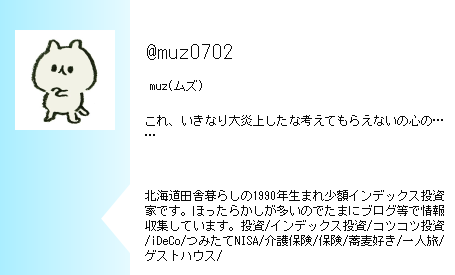 @muz0702
muz(ムズ)
これ、いきなり大炎上したな考えてもらえないの心の…
…
北海道田舎暮らしの1990年生まれ少額インデックス投資
家です。ほったらかしが多いのでたまにブログ等で情報
収集しています。投資/インデックス投資/コツコツ投資
/iDeCo/つみたてNISA/介護保険/保険/蕎麦好き/一人旅/
ゲストハウス/